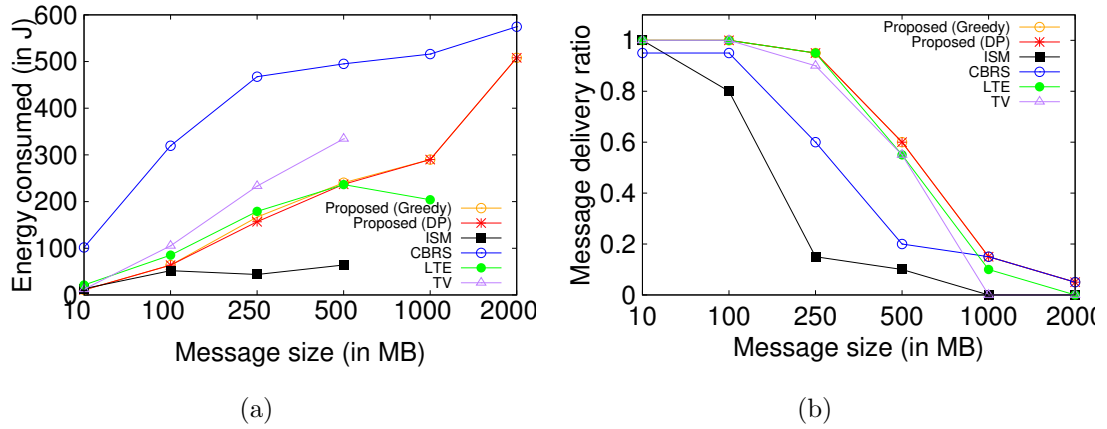 Energy consumed (in J)
600
500
400
300
200
100
0
10 100 250 500 1000 2000
Message size (in MB)
Proposed (Greedy)
Proposed (DP)
ISM
CBRS
LTE
TV
(a)
Message delivery ratio
1
0.8
0.6
0.4
0.2
0
10 100 250 500 1000 2000
Message size (in MB)
Proposed (Greedy)
Proposed (DP)
ISM
CBRS
LTE
TV
(b)